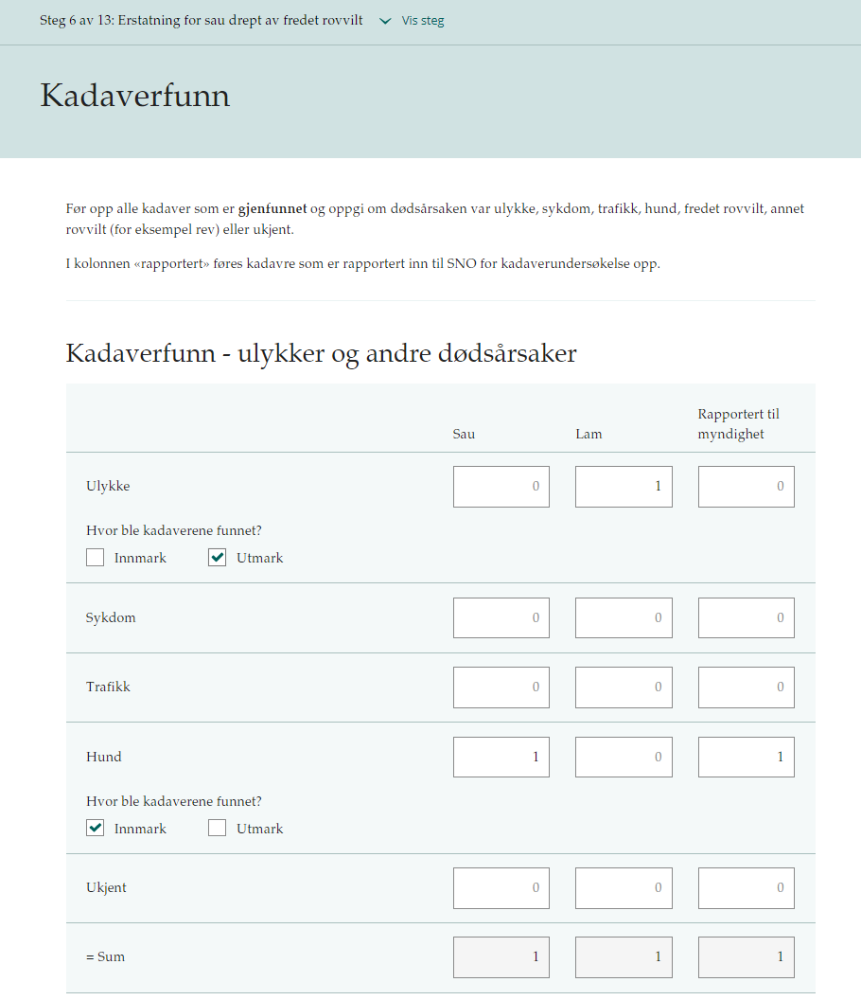 Steg 6 av 13: Erstatning for sau drept av fredet rovvilt Vis steg
Kadaverfunn
Før opp alle kadaver som er gjenfunnet og oppgi om dødsårsaken var ulykke, sykdom, trafikk, hund, fredet rovvilt, annet
rovvilt (for eksempel rev) eller ukjent.
I kolonnen «rapportert» føres kadavre som er rapportert inn til SNO for kadaverundersøkelse opp.
Kadaverfunn - ulykker og andre dødsårsaker
Sau Lam Rapportert til
myndighet
Ulykke 0 1 0
Hvor ble kadaverene funnet?
Innmark Utmark
Sykdom 0 0 0
Trafikk 0 0 0
Hund 1 0 1
Hvor ble kadaverene funnet?
Innmark Utmark
Ukjent 0 0 0
= Sum 1 1 1